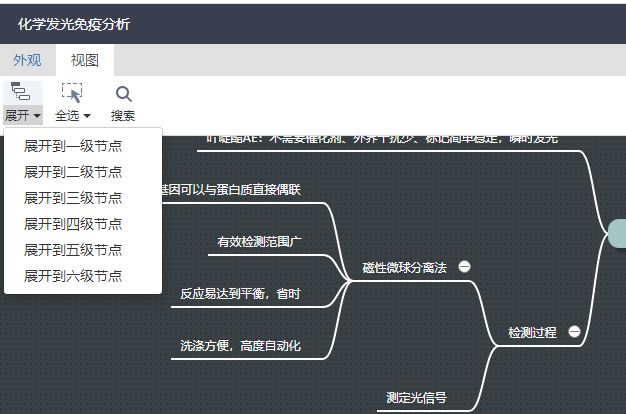 化学发光免疫分析
外观
视图
展开
全选
搜索
展开到一级节点
展开到二级节点
展开到三级节点
展开到四级节点
展开到五级节点
展开到六级节点
吖啶酯AE：不需要催化剂、外界干扰少、标记简单稳定，瞬时发光
基因可以与蛋白质直接偶联
有效检测范围广
磁性微球分离法
反应易达到平衡，省时
检测过程
洗涤方便，高度自动化
测定光信号